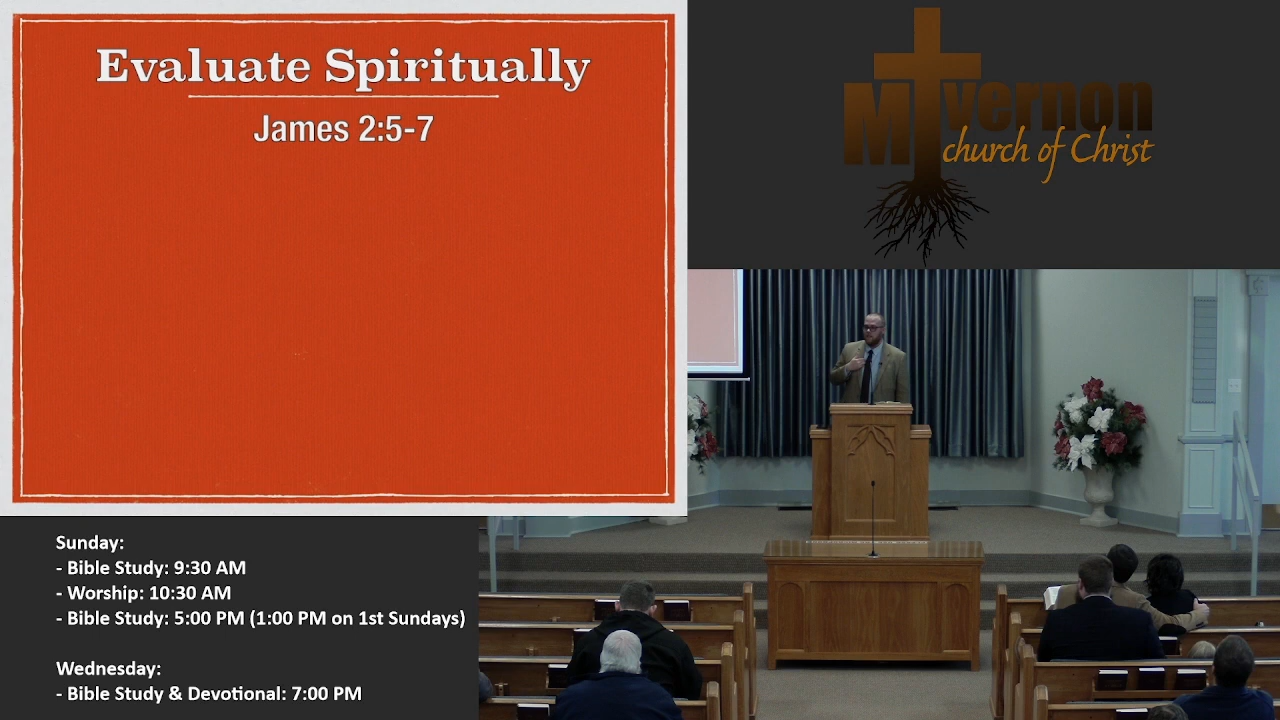 Evaluate Spiritually
James 2:5-7
Mt vernon
church of Christ
Sunday:
- Bible Study: 9:30 AM
- Worship: 10:30 AM
- Bible Study: 5:00 PM (1:00 PM on 1st Sundays)
Wednesday:
- Bible Study & Devotional: 7:00 PM